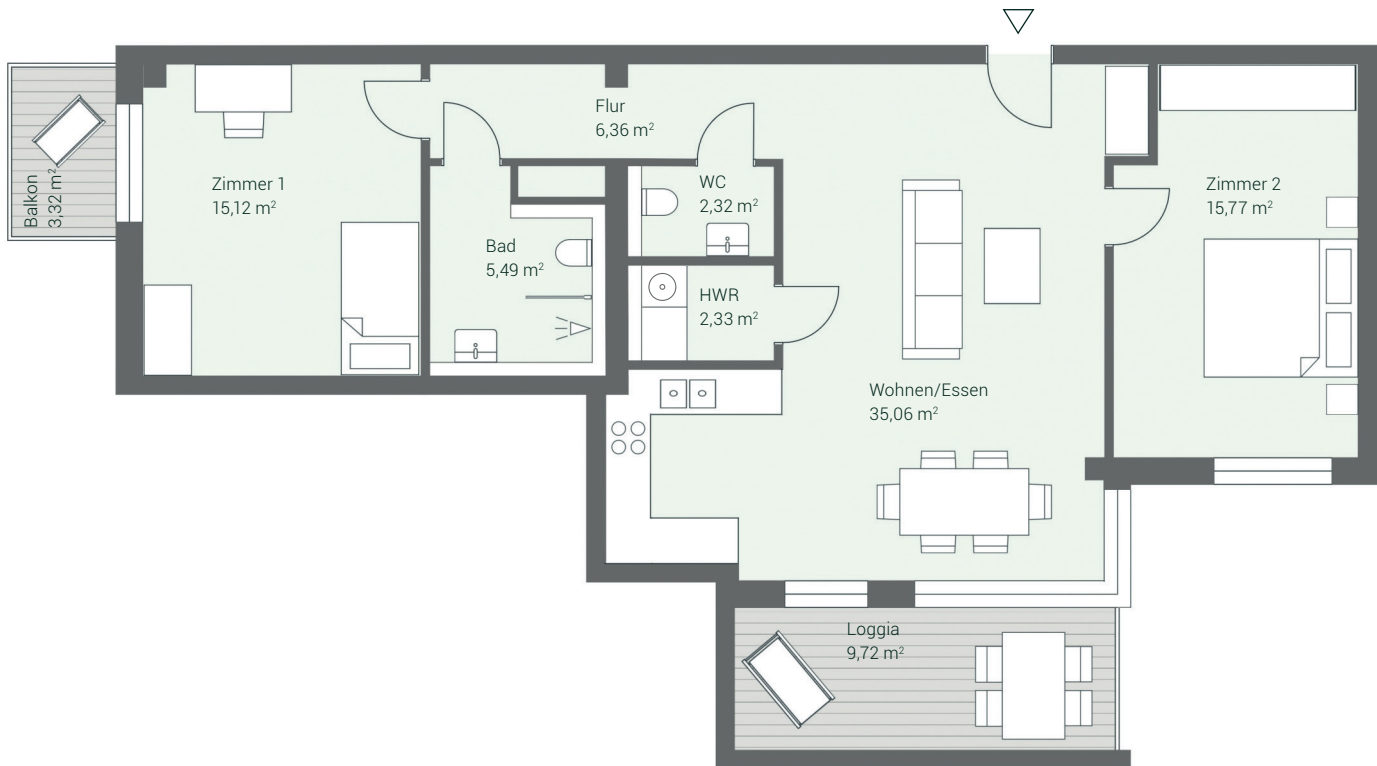 Flur
6,36 m²
Balkon
3,32 m²
Zimmer 1
15,12 m²
WC
2,32 m²
Zimmer 2
15,77 m²
Bad
5,49 m²
HWR
2,33 m²
Wohnen/Essen
35,06 m²
Loggia
9,72 m²